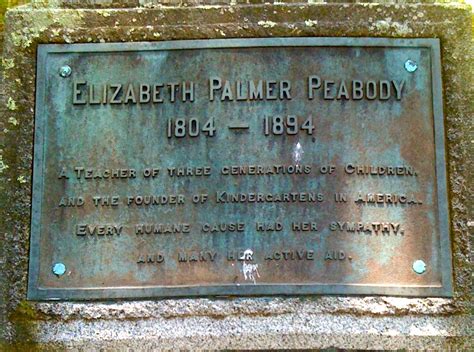 Elizabeth Palmer Peabody
1804 — 1894
A Teacher of three generations of Children,
and the founder of Kindergartens in America.
Every humane cause had her sympathy,
and many her active aid.